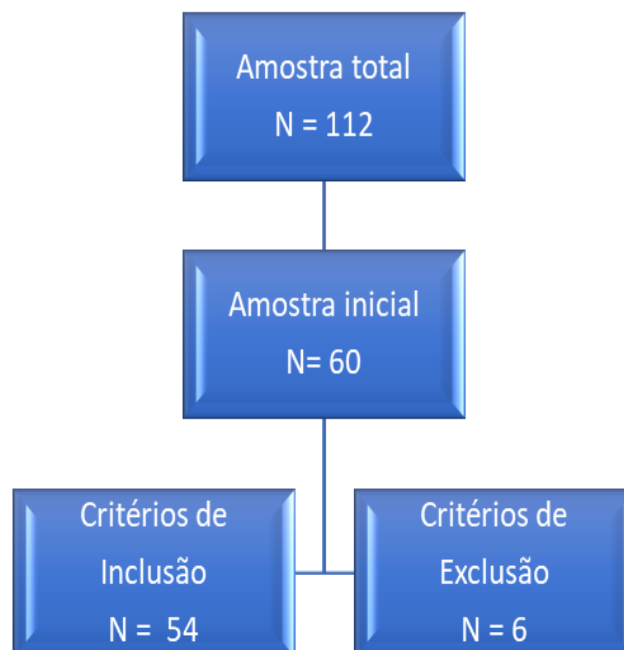 Amostra total
N = 112
Amostra inicial
N= 60
Critérios de
Inclusão
N =  54
Critérios de
Exclusão
N = 6